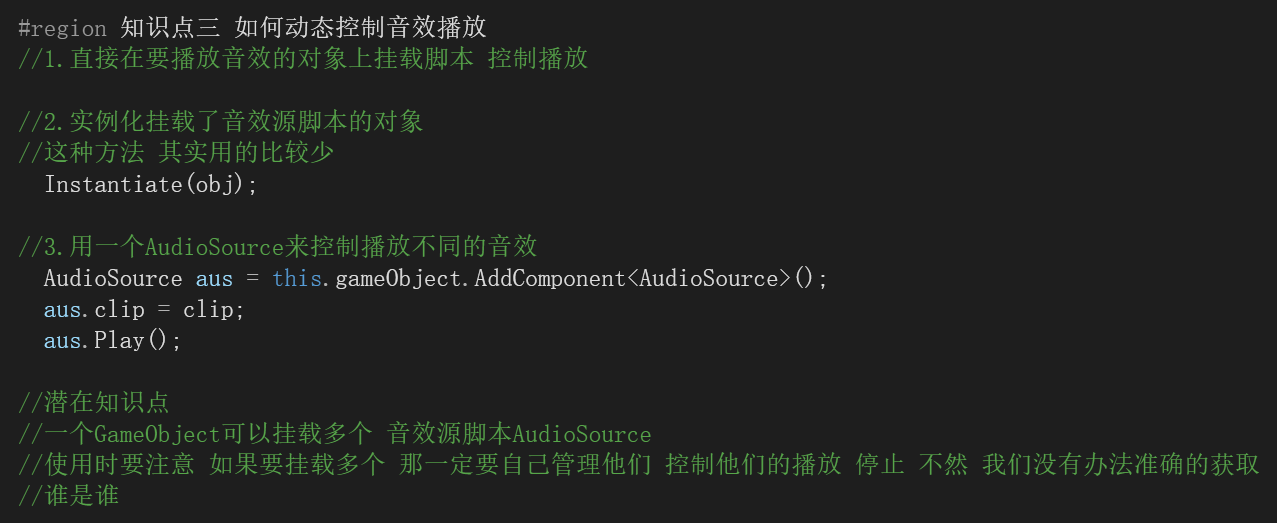 #region 知识点三 如何动态控制音效播放
//1.直接在要播放音效的对象上挂载脚本 控制播放
//2.实例化挂载了音效源脚本的对象
//这种方法 其实用的比较少
Instantiate(obj);
//3.用一个AudioSource来控制播放不同的音效
AudioSource aus = this.gameObject.AddComponent<AudioSource>();
aus.clip = clip;
aus.Play();
//潜在知识点
//一个GameObject可以挂载多个 音效源脚本AudioSource
//使用时要注意 如果要挂载多个 那一定要自己管理他们 控制他们的播放 停止 不然 我们没有办法准确的获取
//谁是谁